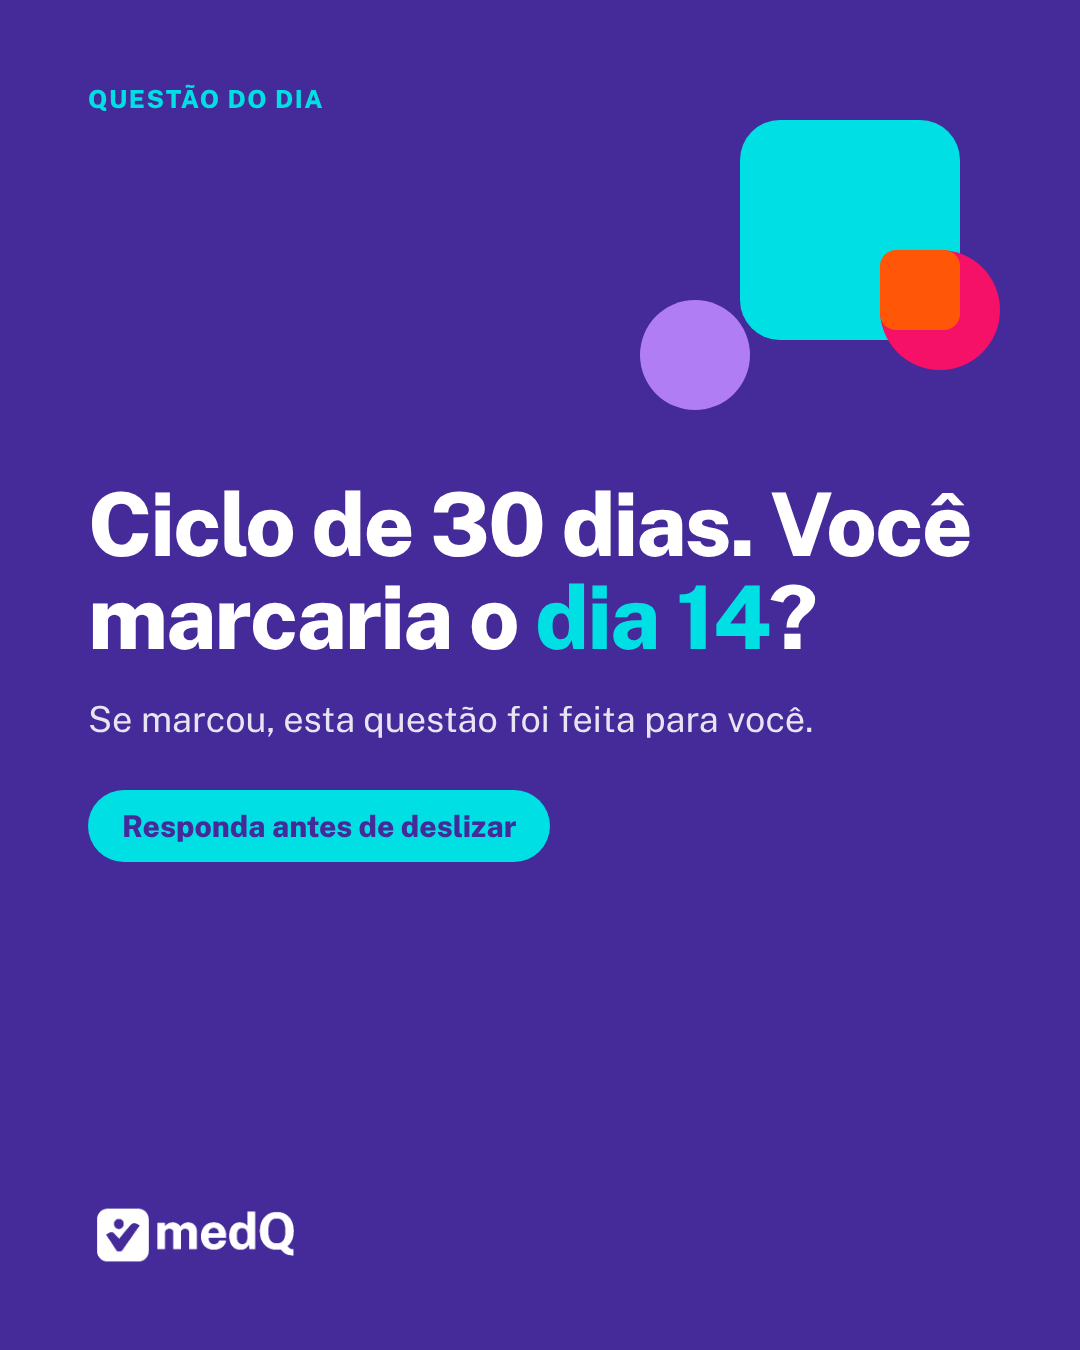 QUESTÃO DO DIA
Ciclo de 30 dias. Você
marcaria o dia 14?
Se marcou, esta questão foi feita para você.
Responda antes de deslizar
medQ